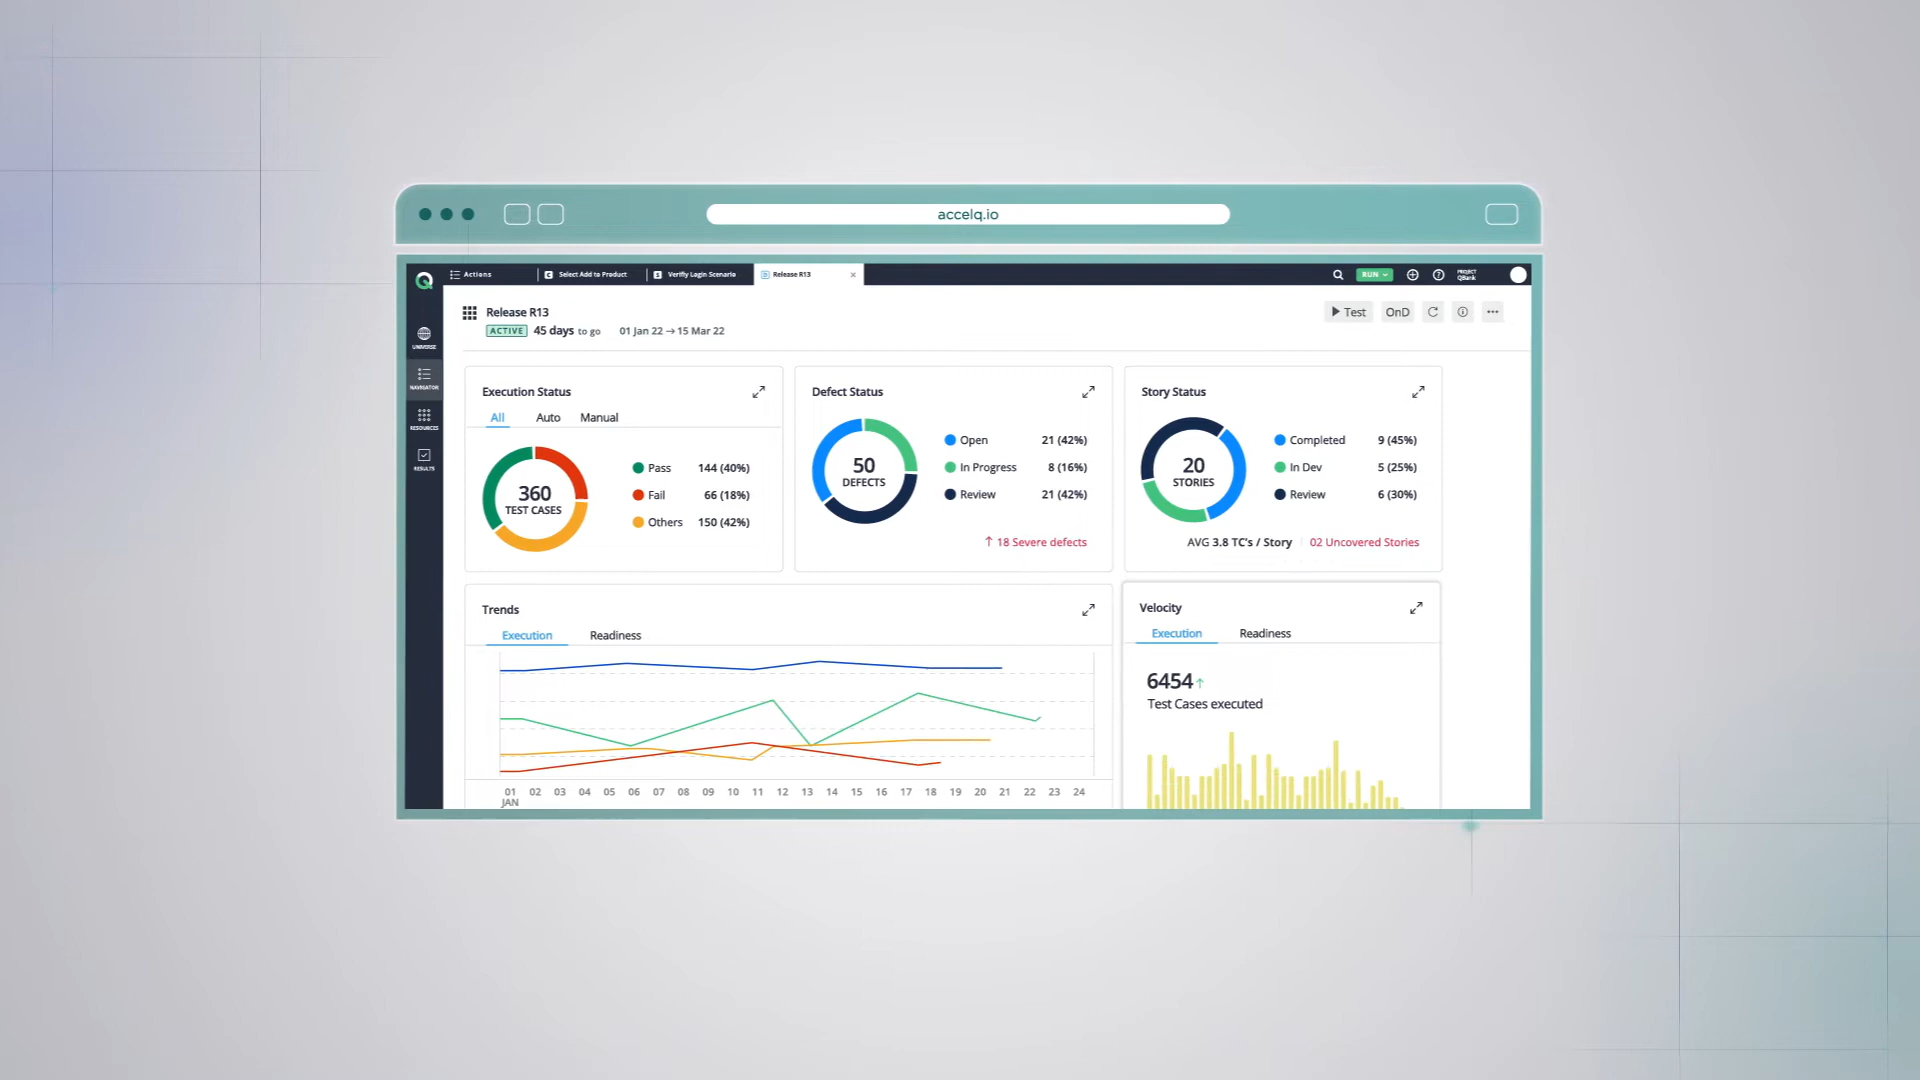 accelq.io
Actions
Select Add to Product
Verifiy Login Scenario
Release R13
RUN
PROJECT
QBank
UNIVERSE
NAVIGATOR
RESOURCES
RESULTS
Release R13
ACTIVE 45 days to go 01 Jan 22 → 15 Mar 22
Test
OnD
Execution Status
All Auto Manual
360
TEST CASES
Pass 144 (40%)
Fail 66 (18%)
Others 150 (42%)
Defect Status
50
DEFECTS
Open 21 (42%)
In Progress 8 (16%)
Review 21 (42%)
↑ 18 Severe defects
Story Status
20
STORIES
Completed 9 (45%)
In Dev 5 (25%)
Review 6 (30%)
AVG 3.8 TC's / Story 02 Uncovered Stories
Trends
Execution Readiness
01 02 03 04 05 06 07 08 09 10 11 12 13 14 15 16 17 18 19 20 21 22 23 24
JAN
Velocity
Execution Readiness
6454↑
Test Cases executed